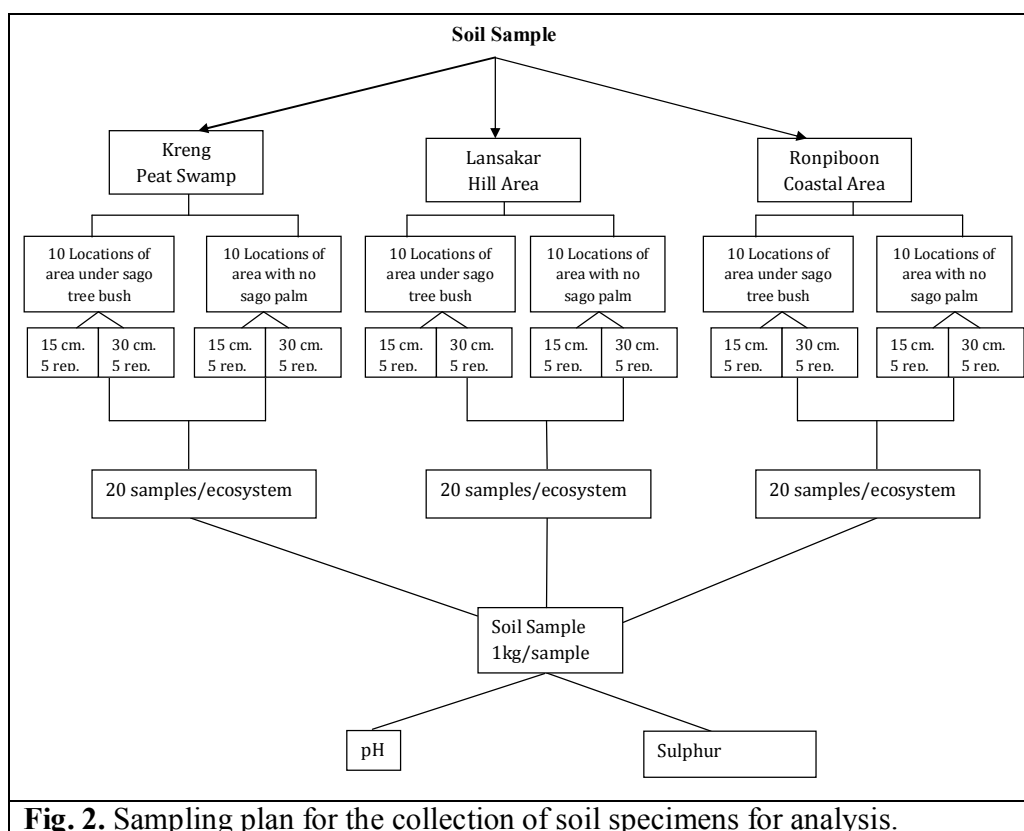 Soil Sample
Kreng
Peat Swamp
Lansakar
Hill Area
Ronpiboon
Coastal Area
10 Locations of
area under sago
tree bush
10 Locations of
area with no
sago palm
10 Locations of
area under sago
tree bush
10 Locations of
area with no
sago palm
10 Locations of
area under sago
tree bush
10 Locations of
area with no
sago palm
15 cm.
5 rep.
30 cm.
5 rep.
15 cm.
5 rep.
30 cm.
5 rep.
15 cm.
5 rep.
30 cm.
5 rep.
15 cm.
5 rep.
30 cm.
5 rep.
15 cm.
5 rep.
30 cm.
5 rep.
15 cm.
5 rep.
30 cm.
5 rep.
20 samples/ecosystem
20 samples/ecosystem
20 samples/ecosystem
Soil Sample
1kg/sample
pH
Sulphur
Fig. 2. Sampling plan for the collection of soil specimens for analysis.